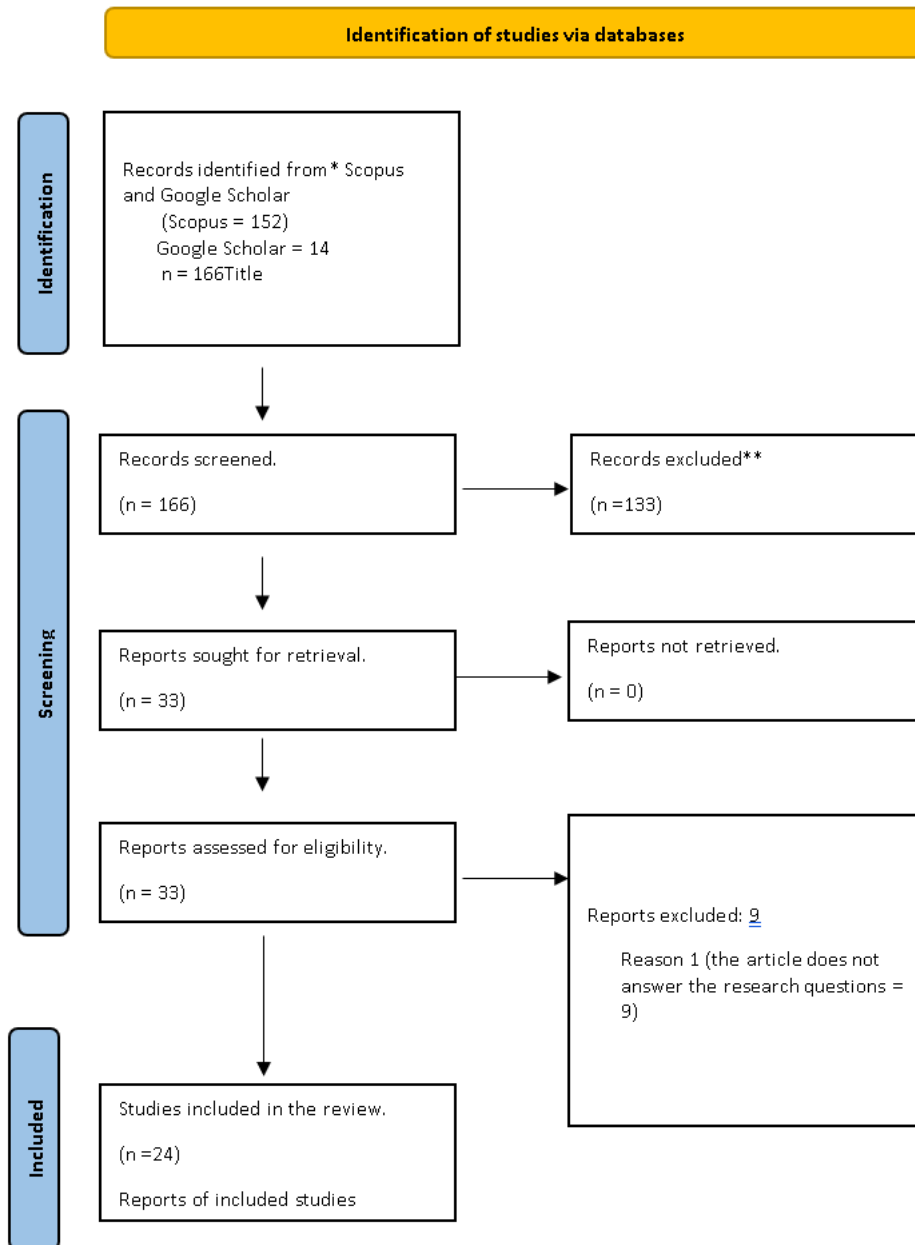 Identification of studies via databases
Identification
Records identified from * Scopus
and Google Scholar
(Scopus = 152)
Google Scholar = 14
n = 166Title
Screening
Records screened.
(n = 166)
Records excluded**
(n =133)
Reports sought for retrieval.
(n = 33)
Reports not retrieved.
(n = 0)
Reports assessed for eligibility.
(n = 33)
Reports excluded: 9
Reason 1 (the article does not
answer the research questions =
9)
Included
Studies included in the review.
(n =24)
Reports of included studies